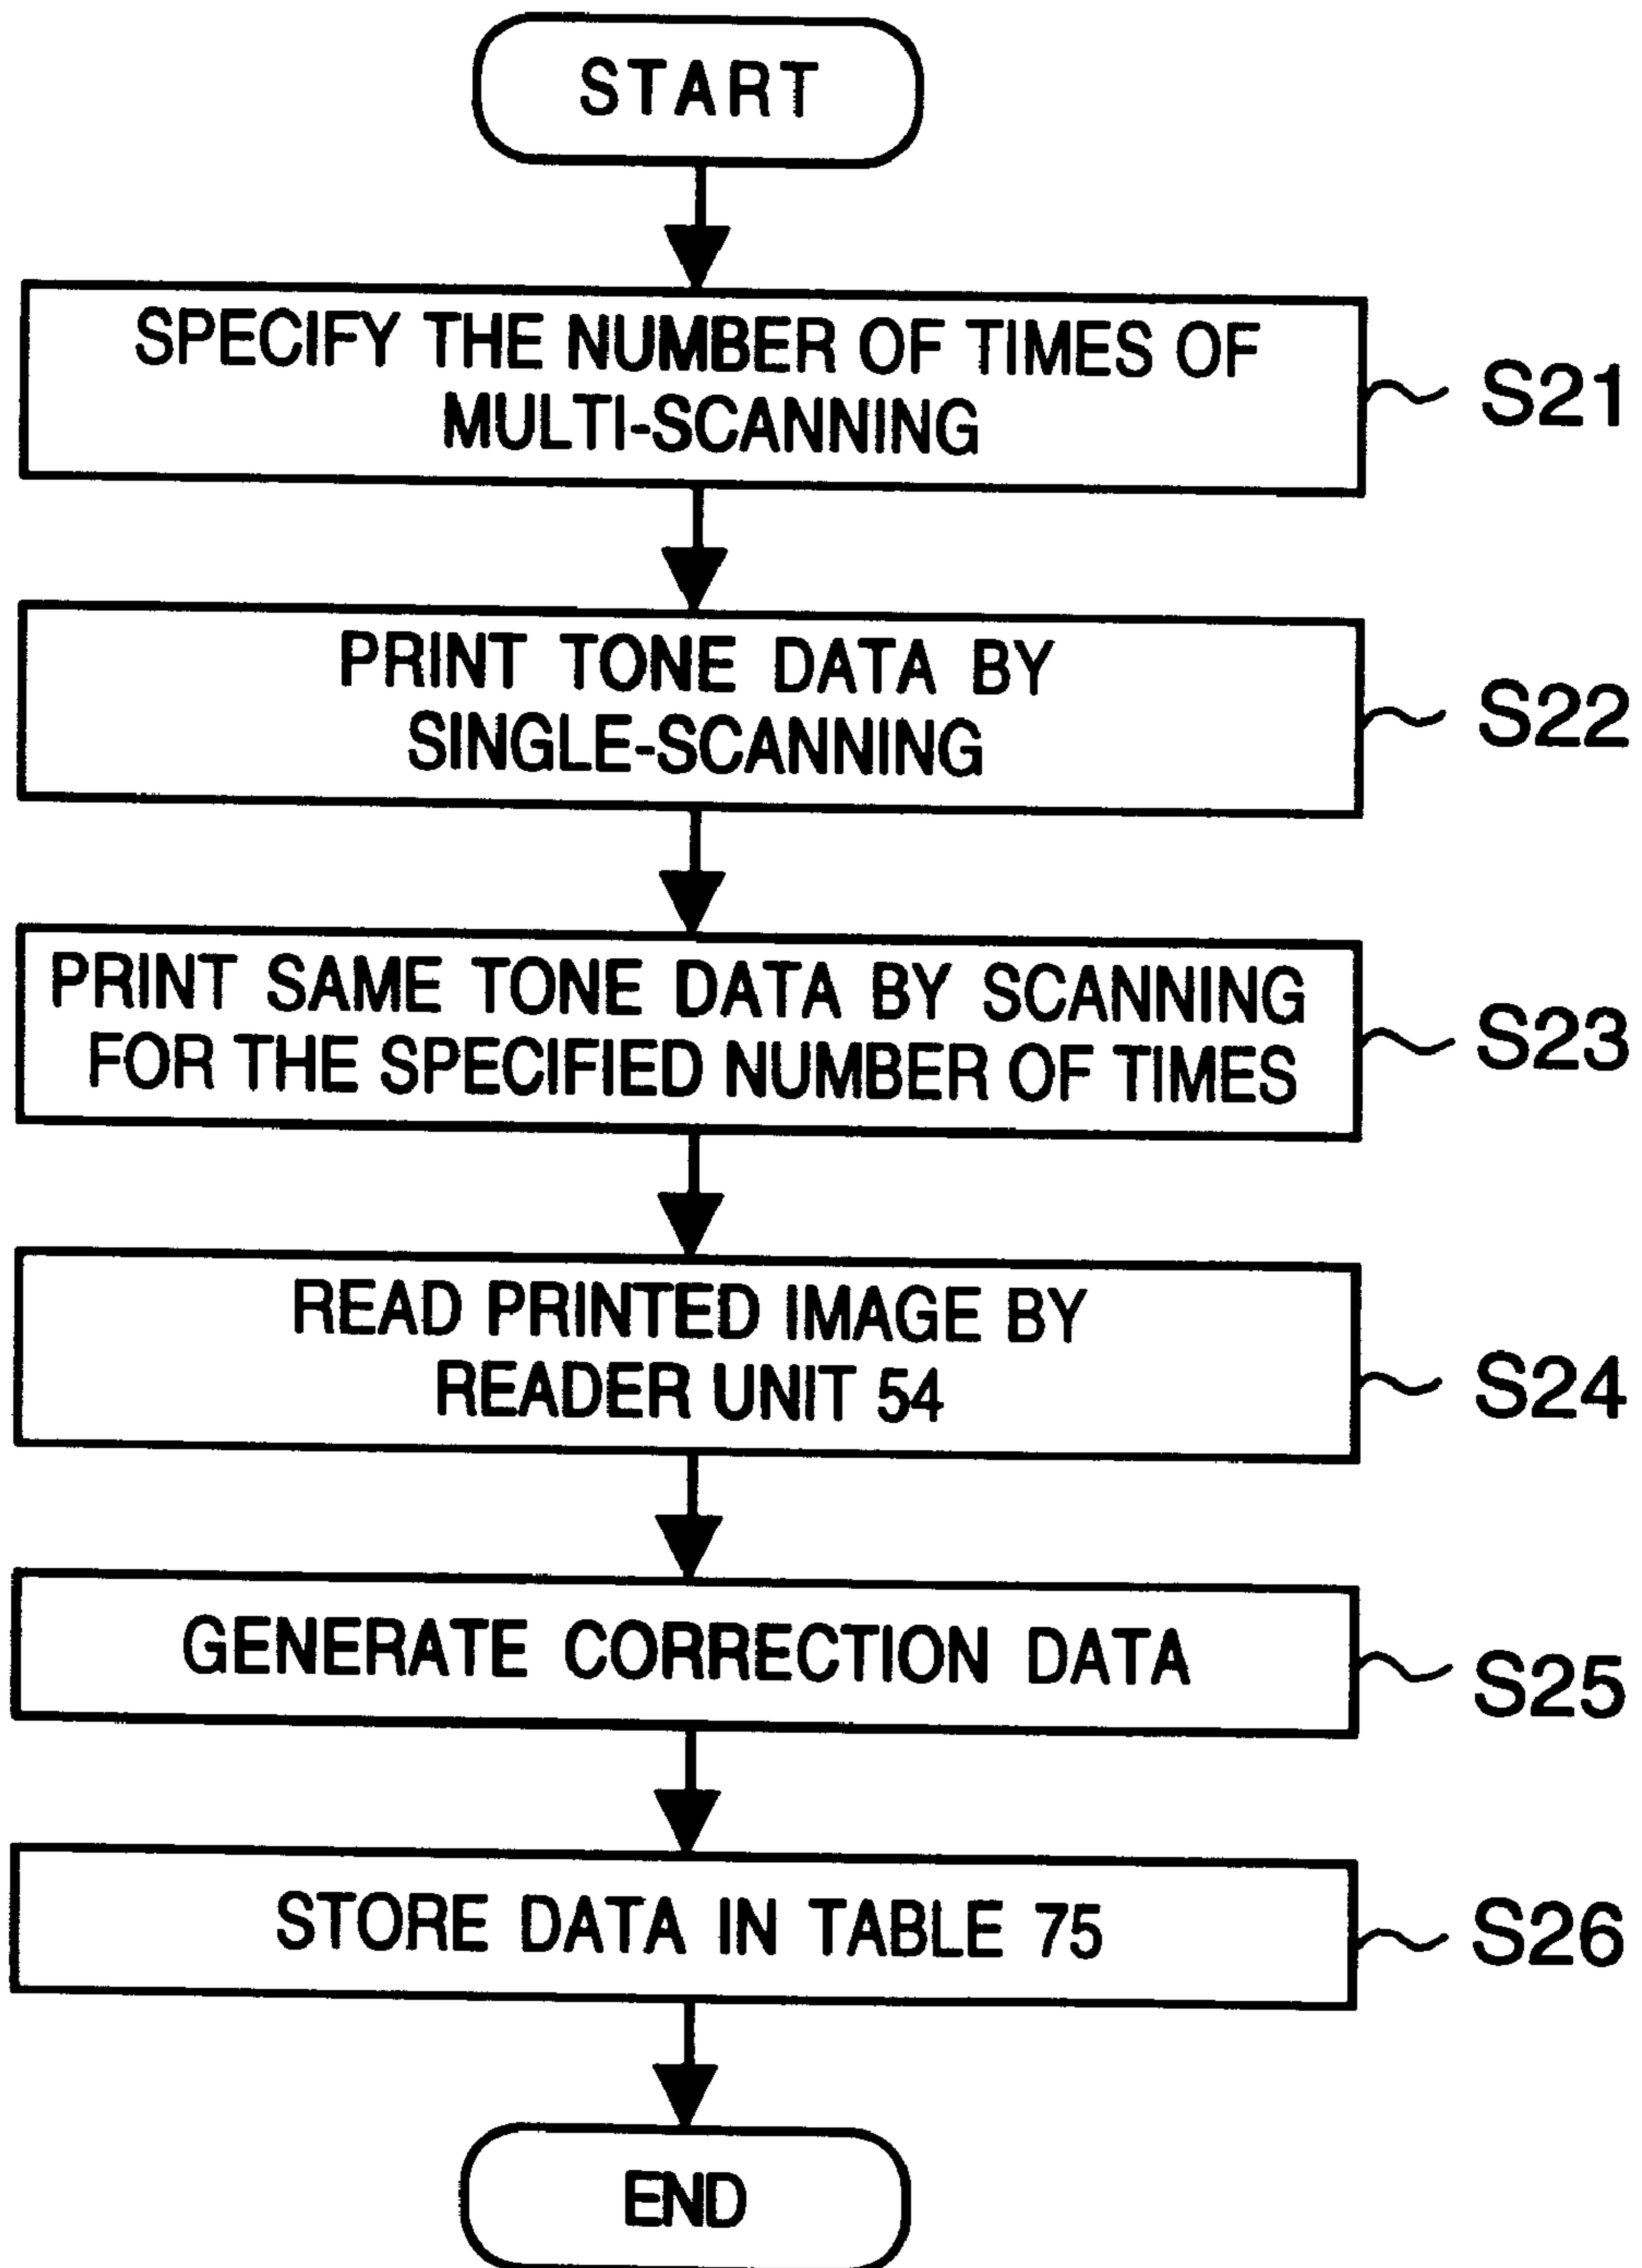 START
SPECIFY THE NUMBER OF TIMES OF
MULTI-SCANNING
S21
PRINT TONE DATA BY
SINGLE-SCANNING
S22
PRINT SAME TONE DATA BY SCANNING
FOR THE SPECIFIED NUMBER OF TIMES
S23
READ PRINTED IMAGE BY
READER UNIT 54
S24
GENERATE CORRECTION DATA
S25
STORE DATA IN TABLE 75
S26
END